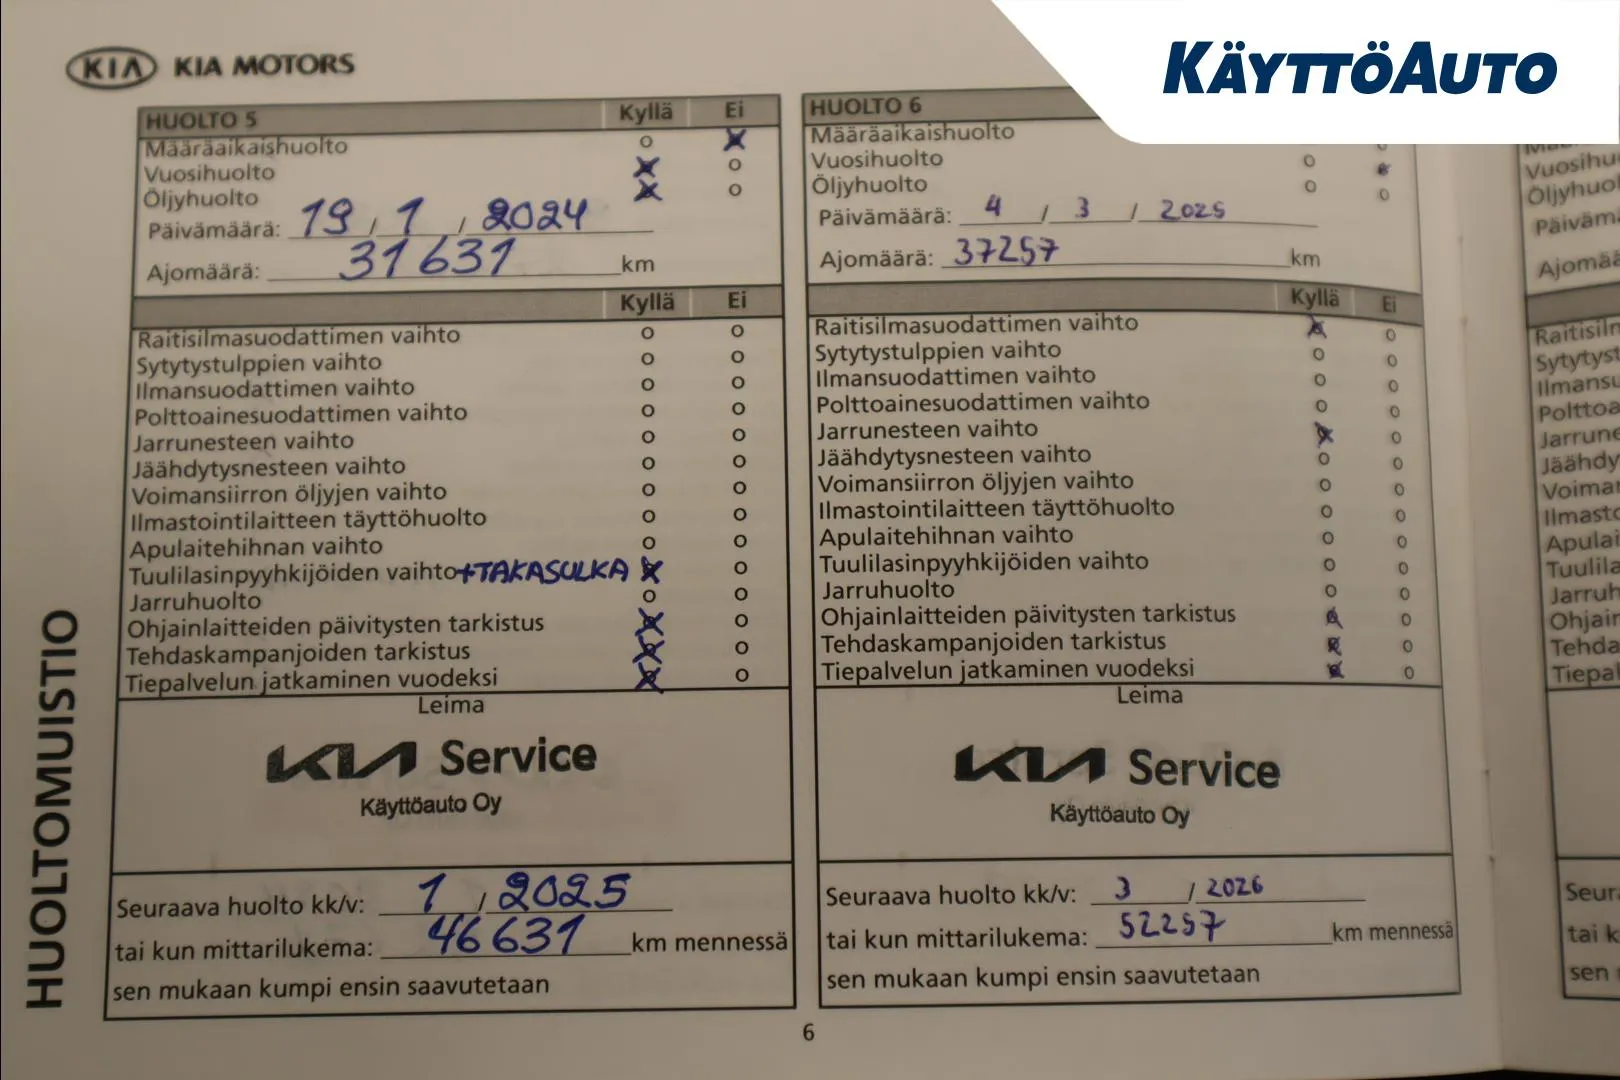 KIA KIA MOTORS
KÄYTTÖAUTO
HUOLTOMUISTIO
HUOLTO 5 Kyllä Ei
Määräaikaishuolto
Vuosihuolto
Öljyhuolto
Päivämäärä: 19 / 1 / 2024
Ajomäärä: 31631 km
Kyllä Ei
Raitisilmasuodattimen vaihto
Sytytystulppien vaihto
Ilmansuodattimen vaihto
Polttoainesuodattimen vaihto
Jarrunesteen vaihto
Jäähdytysnesteen vaihto
Voimansiirron öljyjen vaihto
Ilmastointilaitteen täyttöhuolto
Apulaitehihnan vaihto
Tuulilasinpyyhkijöiden vaihto +TAKASULKA
Jarruhuolto
Ohjainlaitteiden päivitysten tarkistus
Tehdaskampanjoiden tarkistus
Tiepalvelun jatkaminen vuodeksi
Leima
KIA Service
Käyttöauto Oy
Seuraava huolto kk/v: 1 / 2025
tai kun mittarilukema: 46631 km mennessä
sen mukaan kumpi ensin saavutetaan
HUOLTO 6
Määräaikaishuolto
Vuosihuolto
Öljyhuolto
Päivämäärä: 4 / 3 / 2025
Ajomäärä: 37257 km
Kyllä Ei
Raitisilmasuodattimen vaihto
Sytytystulppien vaihto
Ilmansuodattimen vaihto
Polttoainesuodattimen vaihto
Jarrunesteen vaihto
Jäähdytysnesteen vaihto
Voimansiirron öljyjen vaihto
Ilmastointilaitteen täyttöhuolto
Apulaitehihnan vaihto
Tuulilasinpyyhkijöiden vaihto
Jarruhuolto
Ohjainlaitteiden päivitysten tarkistus
Tehdaskampanjoiden tarkistus
Tiepalvelun jatkaminen vuodeksi
Leima
KIA Service
Käyttöauto Oy
Seuraava huolto kk/v: 3 / 2026
tai kun mittarilukema: 52257 km mennessä
sen mukaan kumpi ensin saavutetaan
6